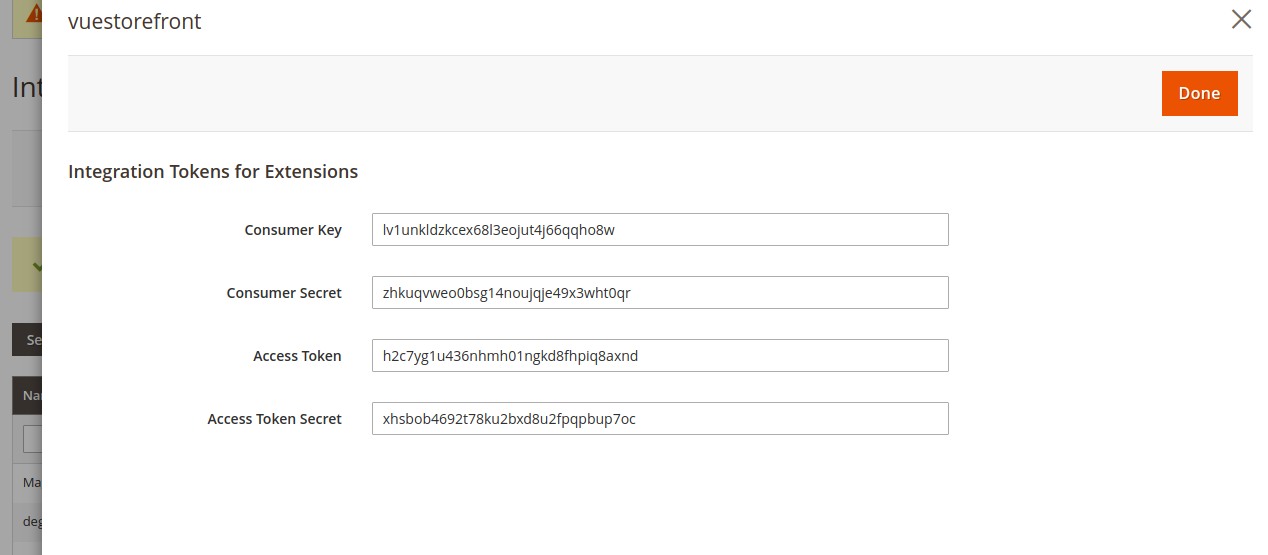 vuestorefront
Int
Done
Integration Tokens for Extensions
Consumer Key
lv1unkldzkcex68l3eojut4j66qqho8w
Consumer Secret
zhkuqvweo0bsg14noujqje49x3wht0qr
Se
Access Token
h2c7yg1u436nhmh01ngkd8fhpiq8axnd
Nar
Access Token Secret
xhsbob4692t78ku2bxd8u2fpqpbup7oc
Ma
deg